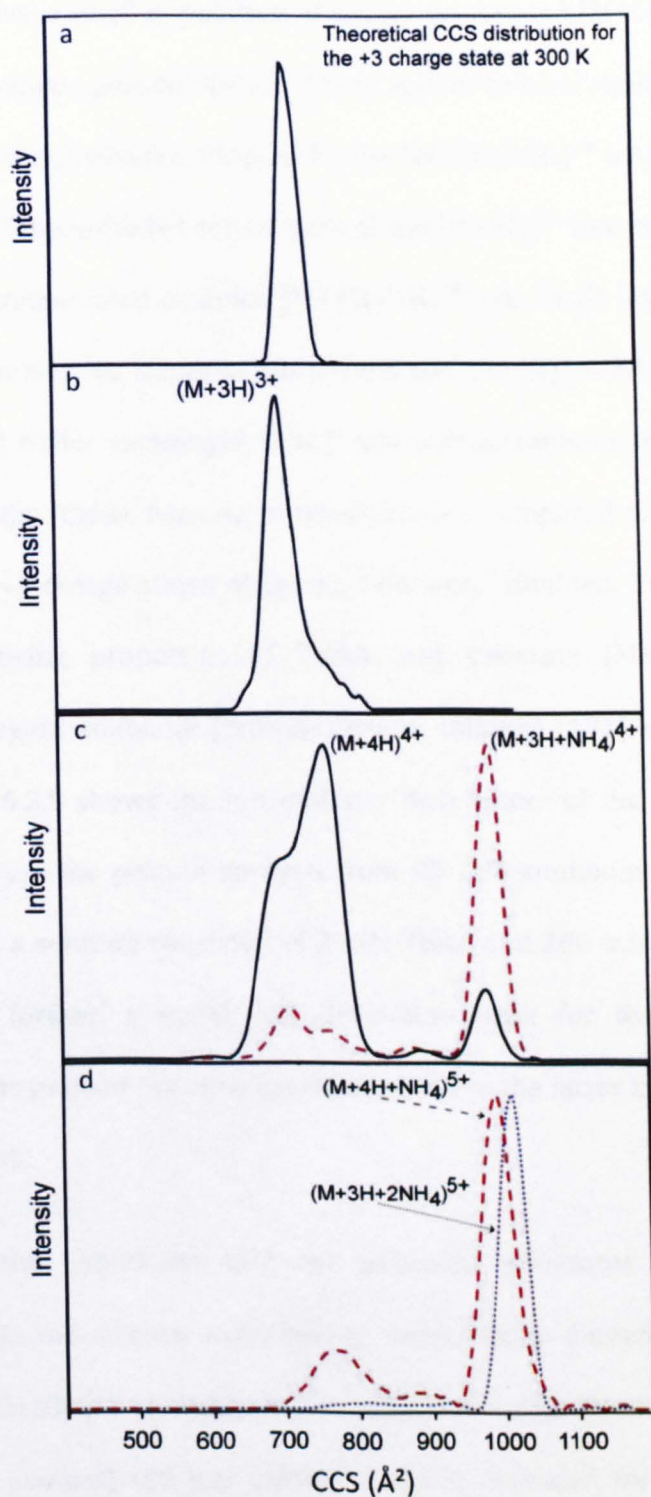 a
Theoretical CCS distribution for
the +3 charge state at 300 K
Intensity
b
(M+3H)³⁺
Intensity
c
(M+4H)⁴⁺
(M+3H+NH₄)⁴⁺
Intensity
d
(M+4H+NH₄)⁵⁺
(M+3H+2NH₄)⁵⁺
Intensity
500 600 700 800 900 1000 1100
CCS (Å²)